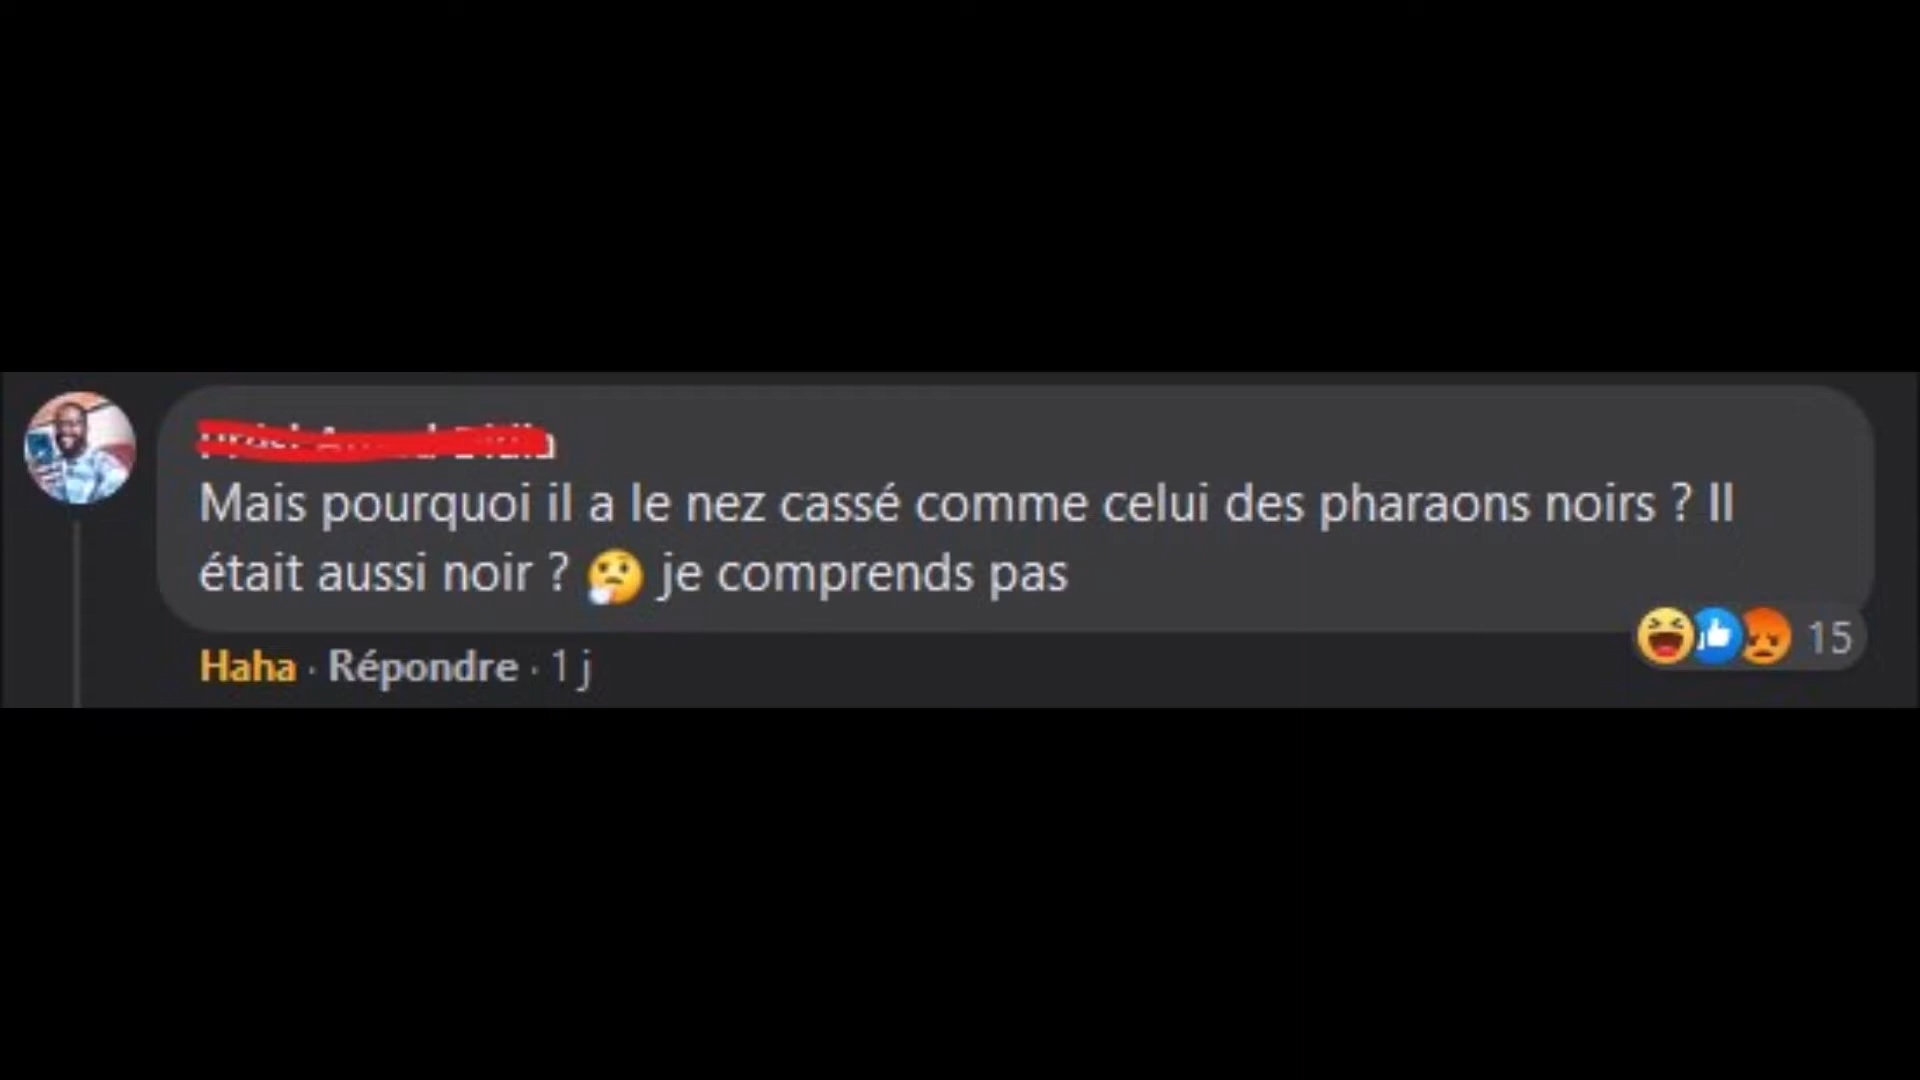 Mais pourquoi il a le nez cassé comme celui des pharaons noirs ? Il
était aussi noir ? 🤔 je comprends pas
15
Haha · Répondre · 1 j